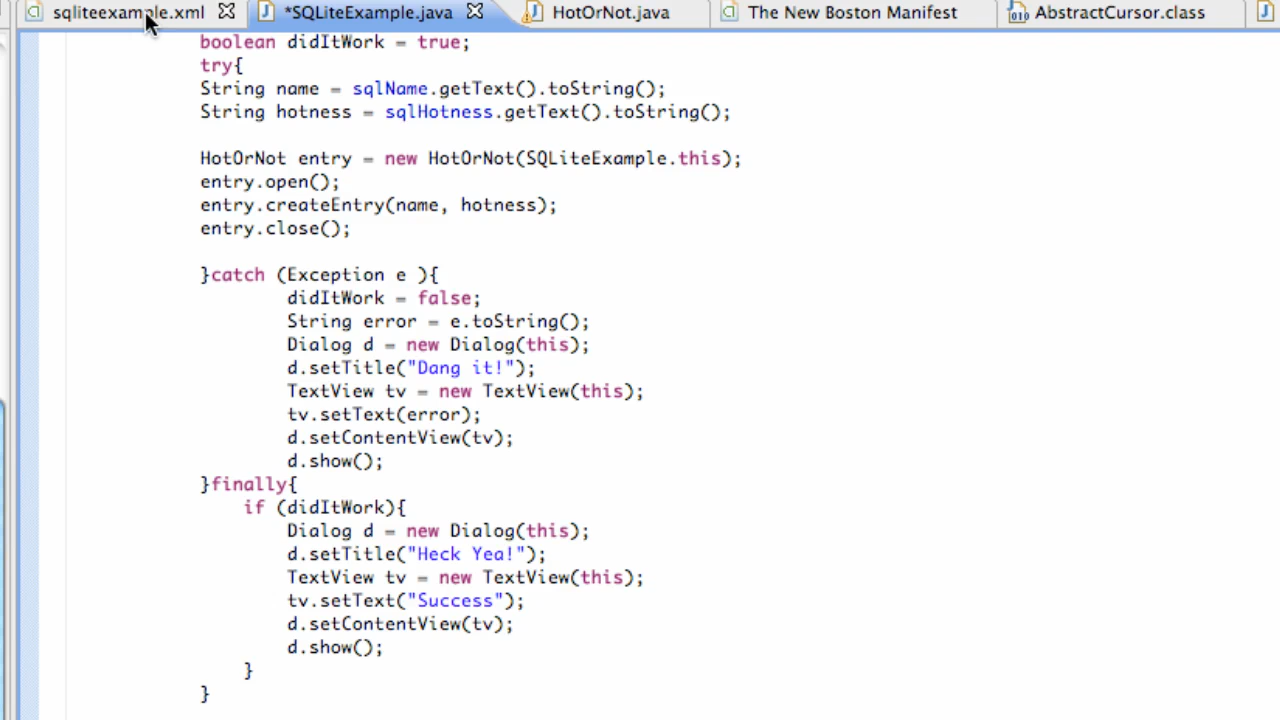 sqliteexample.xml *SQLiteExample.java HotOrNot.java The New Boston Manifest AbstractCursor.class
boolean didItWork = true;
try{
String name = sqlName.getText().toString();
String hotness = sqlHotness.getText().toString();
HotOrNot entry = new HotOrNot(SQLiteExample.this);
entry.open();
entry.createEntry(name, hotness);
entry.close();
}catch (Exception e ){
didItWork = false;
String error = e.toString();
Dialog d = new Dialog(this);
d.setTitle("Dang it!");
TextView tv = new TextView(this);
tv.setText(error);
d.setContentView(tv);
d.show();
}finally{
if (didItWork){
Dialog d = new Dialog(this);
d.setTitle("Heck Yea!");
TextView tv = new TextView(this);
tv.setText("Success");
d.setContentView(tv);
d.show();
}
}